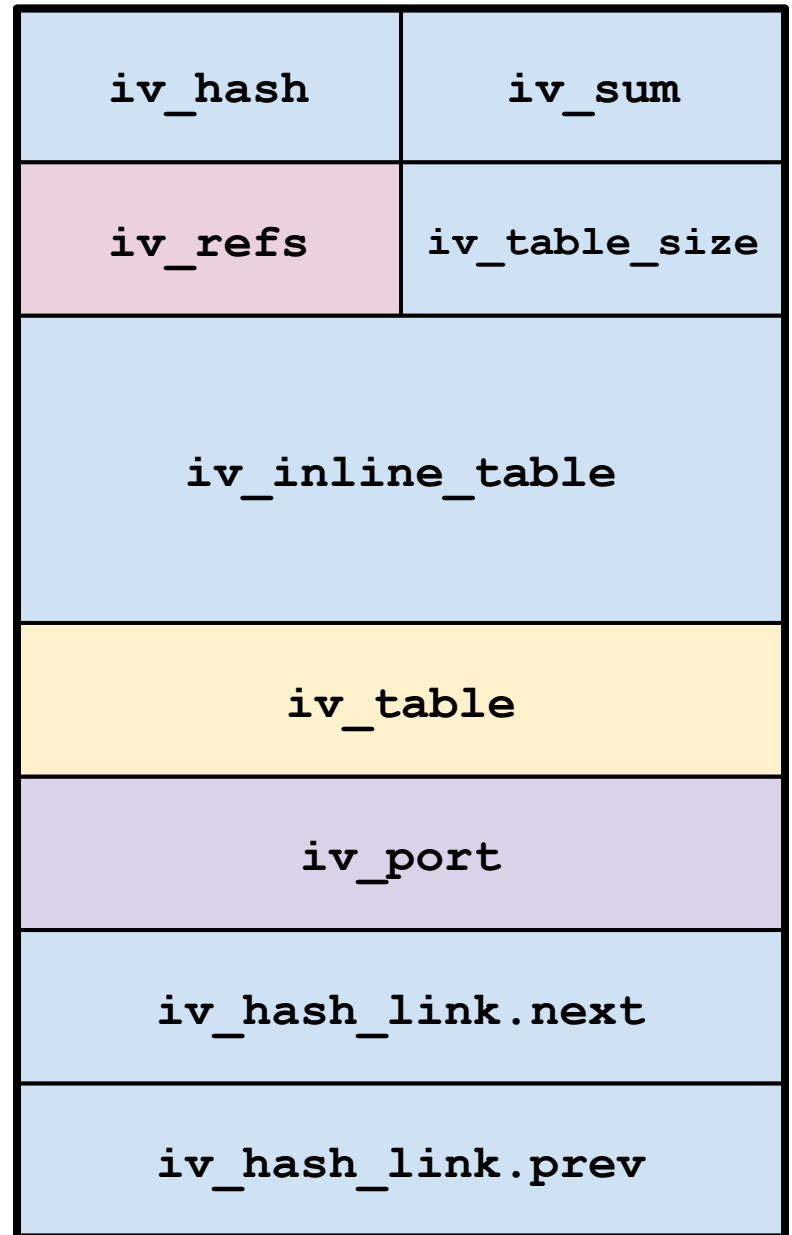 iv_hash
iv_sum
iv_refs
iv_table_size
iv_inline_table
iv_table
iv_port
iv_hash_link.next
iv_hash_link.prev